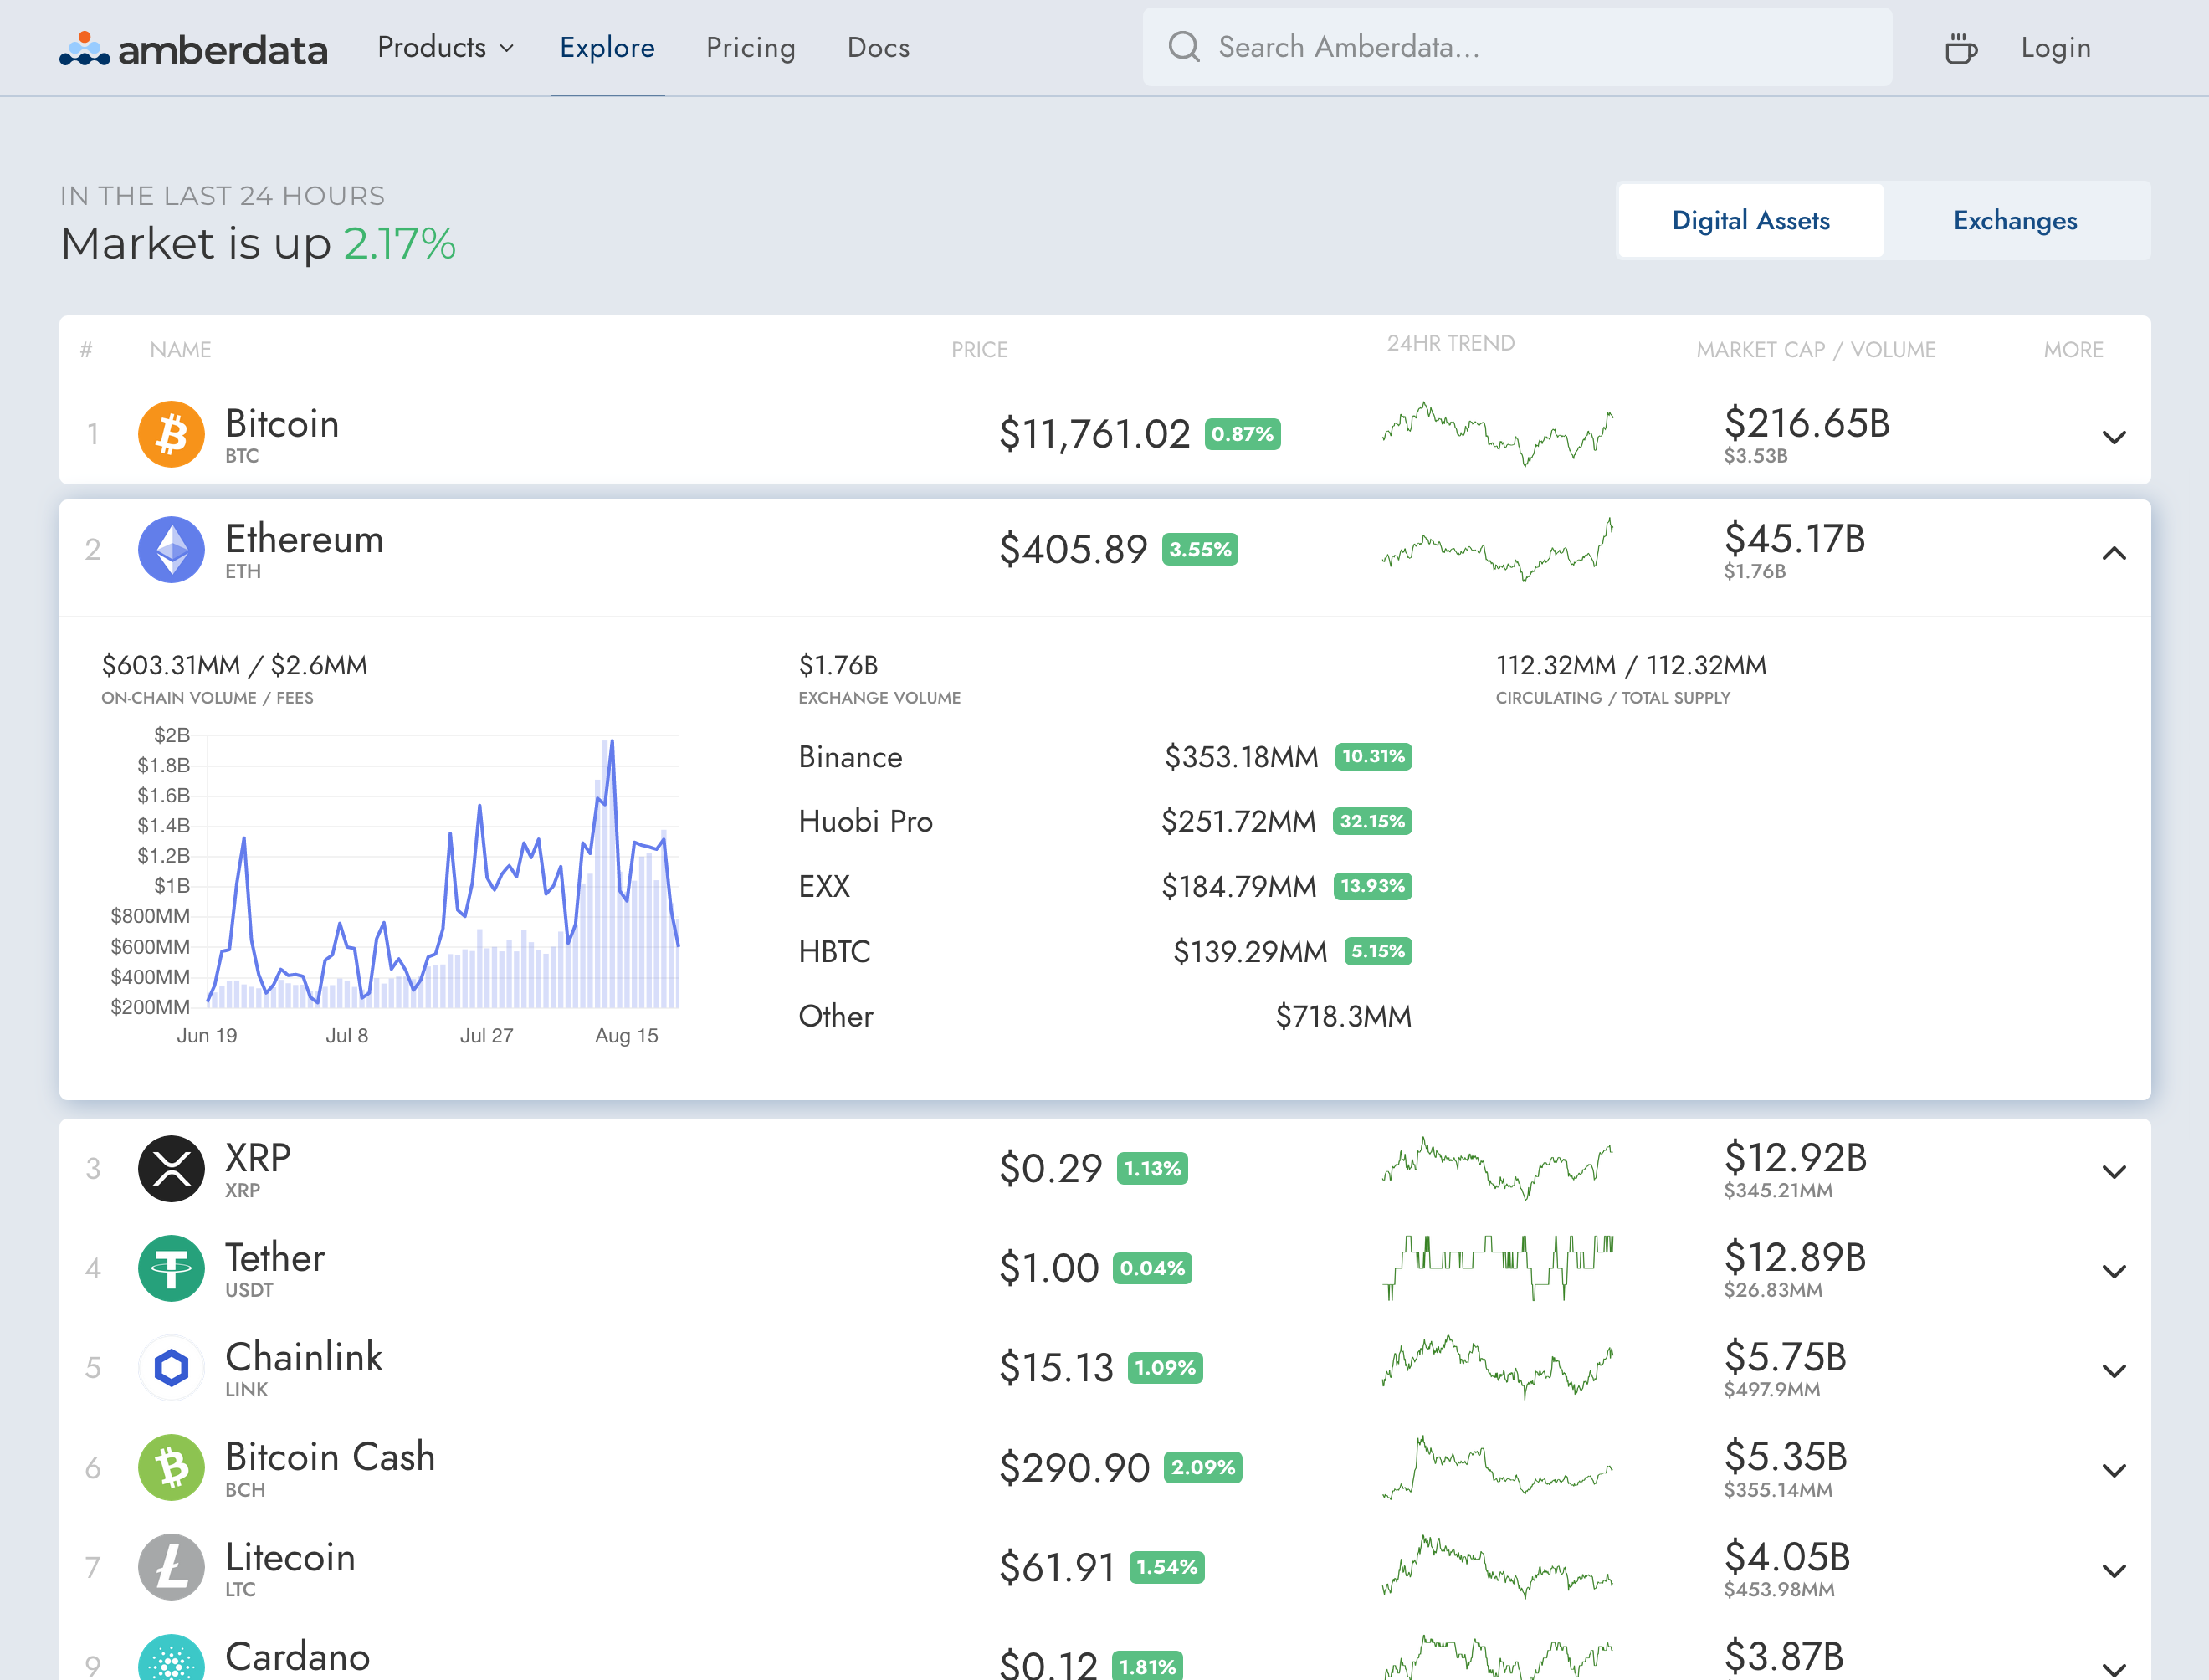 amberdata Products Explore Pricing Docs Search Amberdata... Login
IN THE LAST 24 HOURS
Market is up 2.17%
Digital Assets Exchanges
# NAME PRICE 24HR TREND MARKET CAP / VOLUME MORE
1 Bitcoin $11,761.02 0.87% $216.65B
BTC $3.53B
2 Ethereum $405.89 3.55% $45.17B
ETH $1.76B
$603.31MM / $2.6MM $1.76B 112.32MM / 112.32MM
ON-CHAIN VOLUME / FEES EXCHANGE VOLUME CIRCULATING / TOTAL SUPPLY
$2B
$1.8B
$1.6B
$1.4B
$1.2B
$1B
$800MM
$600MM
$400MM
$200MM
Jun 19 Jul 8 Jul 27 Aug 15
Binance $353.18MM 10.31%
Huobi Pro $251.72MM 32.15%
EXX $184.79MM 13.93%
HBTC $139.29MM 5.15%
Other $718.3MM
3 XRP $0.29 1.13% $12.92B
XRP $345.21MM
4 Tether $1.00 0.04% $12.89B
USDT $26.83MM
5 Chainlink $15.13 1.09% $5.75B
LINK $497.9MM
6 Bitcoin Cash $290.90 2.09% $5.35B
BCH $355.14MM
7 Litecoin $61.91 1.54% $4.05B
LTC $453.98MM
9 Cardano $0.12 1.81% $3.87B